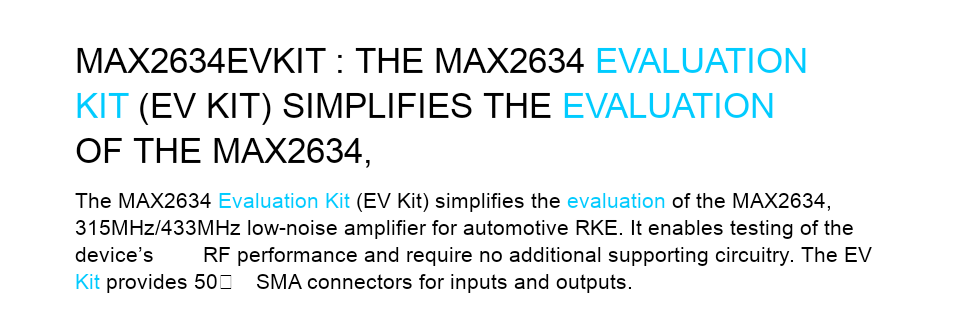 MAX2634EVKIT : THE MAX2634 EVALUATION
KIT (EV KIT) SIMPLIFIES THE EVALUATION
OF THE MAX2634,
The MAX2634 Evaluation Kit (EV Kit) simplifies the evaluation of the MAX2634,
315MHz/433MHz low-noise amplifier for automotive RKE. It enables testing of the
device’s RF performance and require no additional supporting circuitry. The EV
Kit provides 50□ SMA connectors for inputs and outputs.